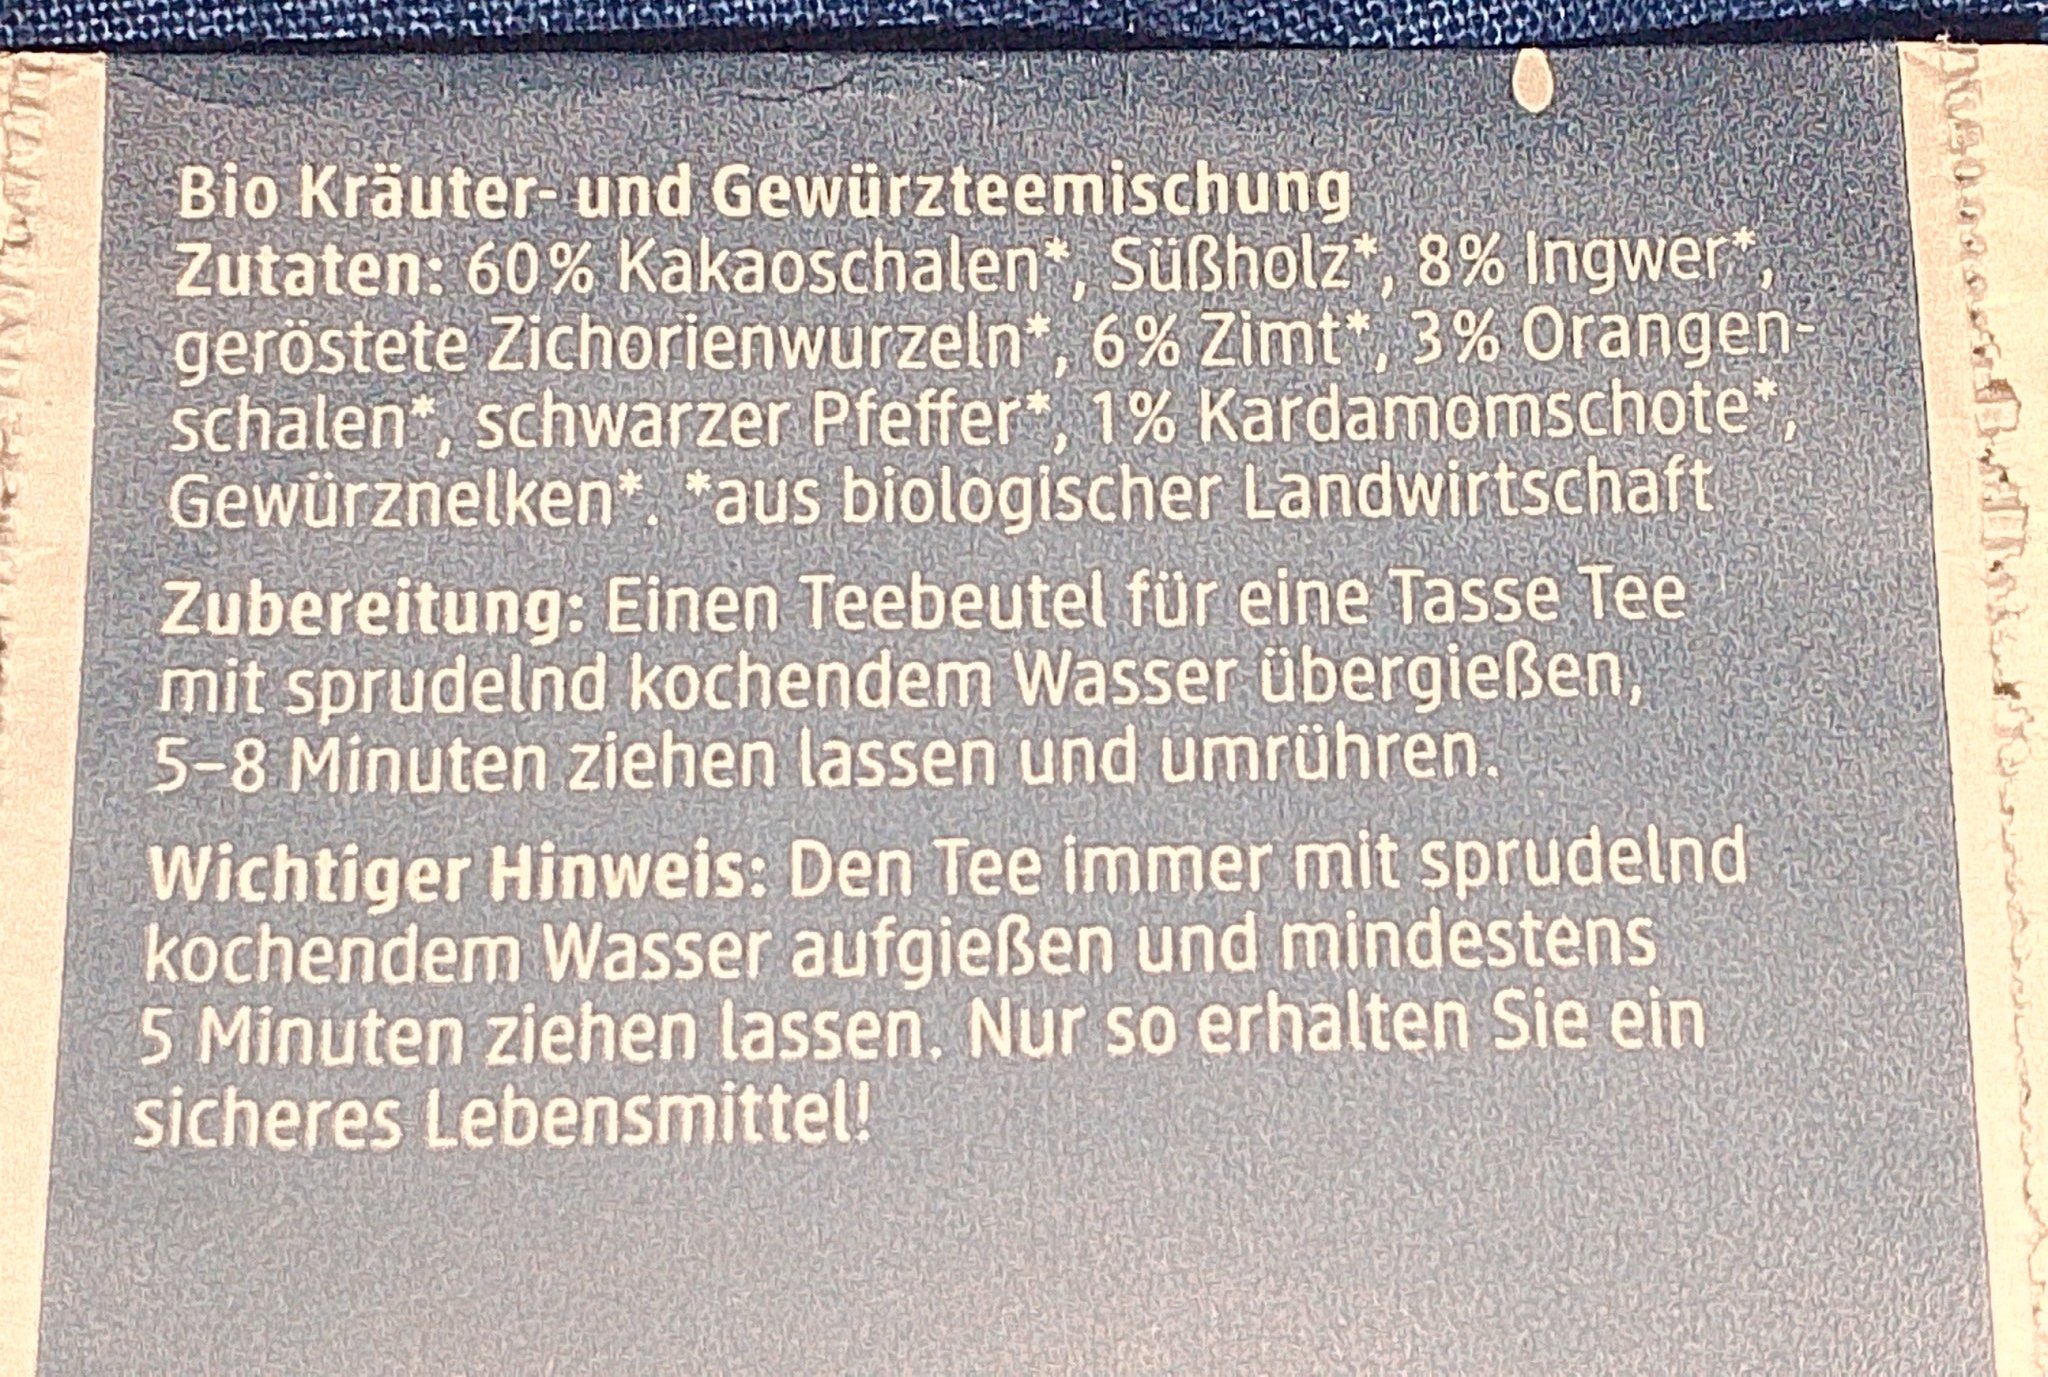 Bio Kräuter- und Gewürzteemischung
Zutaten: 60% Kakaoschalen*, Süßholz*, 8% Ingwer*,
geröstete Zichorienwurzeln*, 6% Zimt*, 3% Orangen-
schalen*, schwarzer Pfeffer*, 1% Kardamomschote*,
Gewürznelken*. *aus biologischer Landwirtschaft
Zubereitung: Einen Teebeutel für eine Tasse Tee
mit sprudelnd kochendem Wasser übergießen,
5–8 Minuten ziehen lassen und umrühren.
Wichtiger Hinweis: Den Tee immer mit sprudelnd
kochendem Wasser aufgießen und mindestens
5 Minuten ziehen lassen. Nur so erhalten Sie ein
sicheres Lebensmittel!